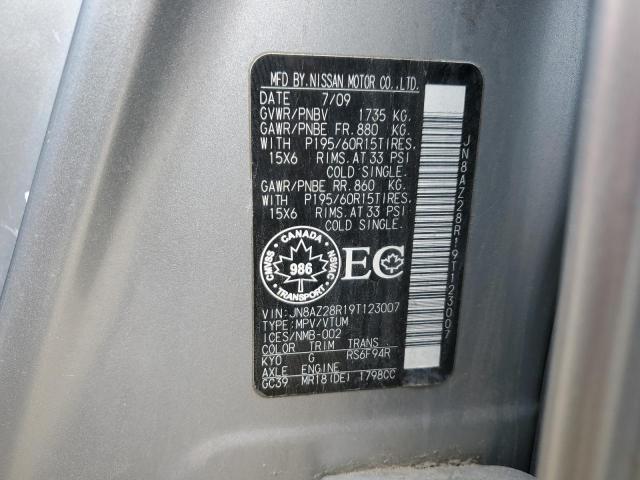 MFD BY.NISSAN MOTOR CO.,LTD.
DATE 7/09
GVWR/PNBV 1735 KG.
GAWR/PNBE FR.880 KG.
WITH P195/60R15TIRES.
15X6 RIMS.AT 33 PSI
COLD SINGLE.
GAWR/PNBE RR.860 KG.
WITH P195/60R15TIRES.
15X6 RIMS.AT 33 PSI
COLD SINGLE.
CANADA
CMVSS 986 NSVAC
TRANSPORT
EC
VIN:JN8AZ28R19T123007
TYPE:MPV/VTUM
ICES/NMB-002
COLOR TRIM TRANS
KYO G RS6F94R
AXLE ENGINE
GC39 MR18(DE) 1798CC
JN8AZ28R19T123007